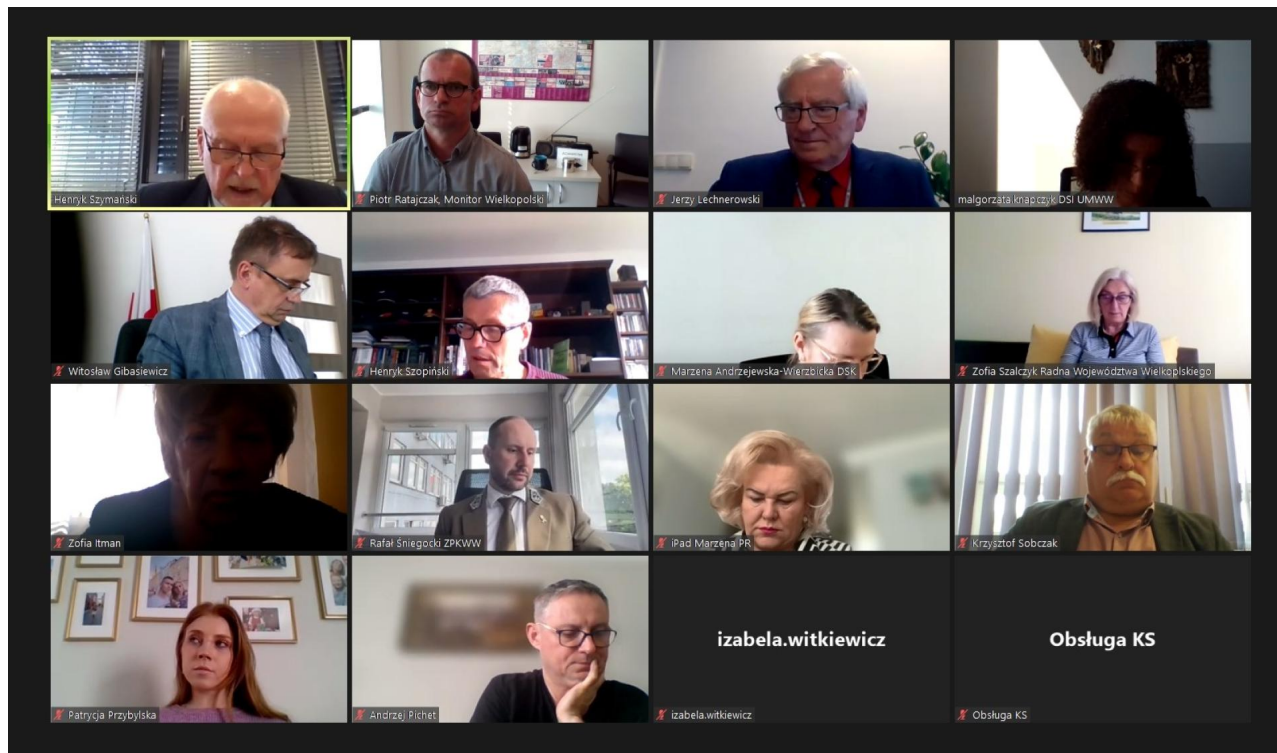 Henryk Szymański
Piotr Ratajczak, Monitor Wielkopolski
Jerzy Lechnerowski
malgorzata.knapczyk DSI UMWW
Witosław Gibasiewicz
Henryk Szopiński
Marzena Andrzejewska-Wierzbicka DSK
Zofia Szalczyk Radna Województwa Wielkoplskiego
Zofia Itman
Rafał Śniegocki ZPKWW
iPad Marzena PR
Krzysztof Sobczak
Patrycja Przybylska
Andrzej Pichet
izabela.witkiewicz
izabela.witkiewicz
Obsługa KS
Obsługa KS